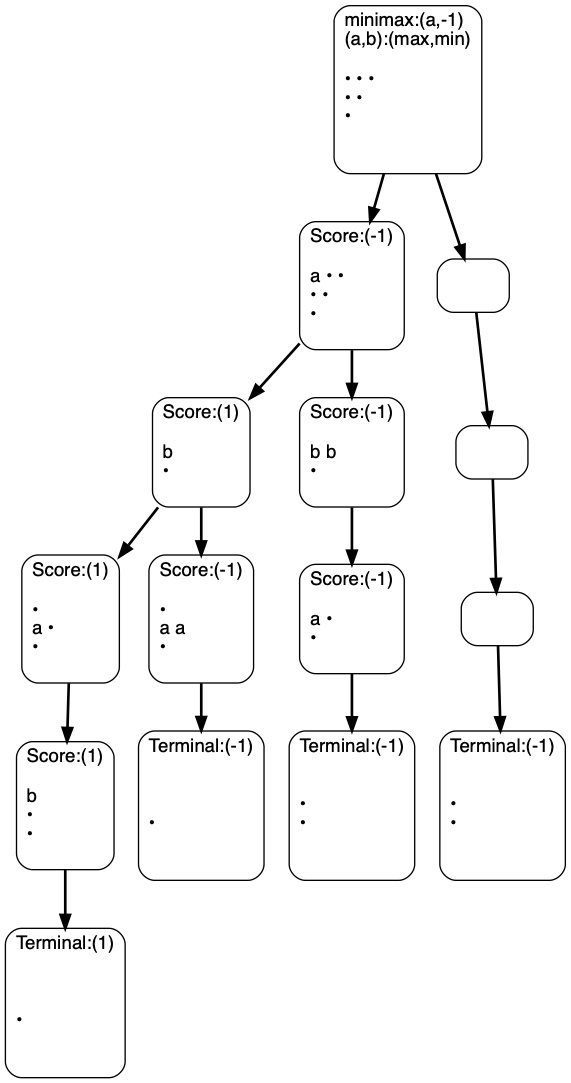 minimax:(a,-1)
(a,b):(max,min)
• • •
• •
•
Score:(-1)
a • •
• •
•
Score:(1)
b
•
Score:(-1)
b b
•
Score:(1)
•
a •
•
Score:(-1)
•
a a
•
Score:(-1)
a •
•
Score:(1)
b
•
•
Terminal:(-1)
•
Terminal:(-1)
•
•
Terminal:(-1)
•
•
Terminal:(1)
•